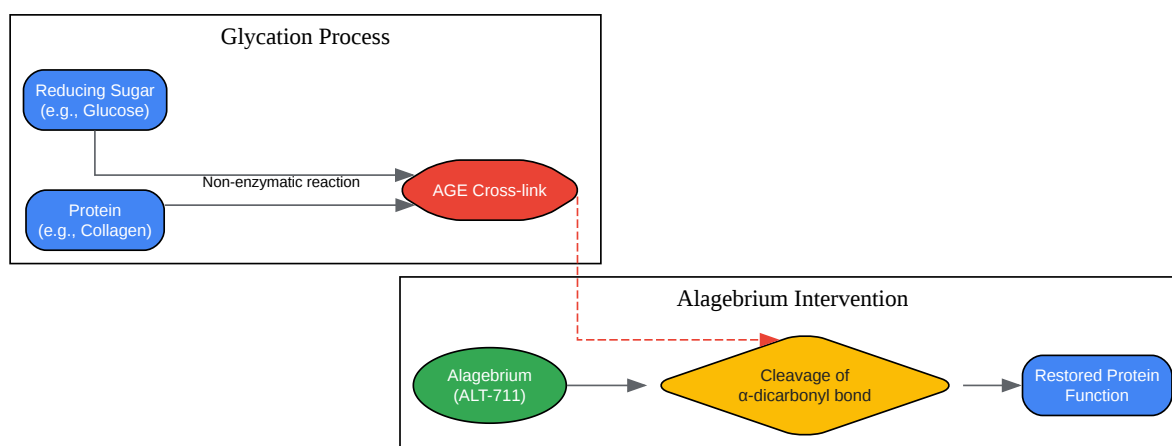 Glycation Process
Reducing Sugar
(e.g., Glucose)
Non-enzymatic reaction
AGE Cross-link
Protein
(e.g., Collagen)
Alagebrium Intervention
Alagebrium
(ALT-711)
Cleavage of
α-dicarbonyl bond
Restored Protein
Function